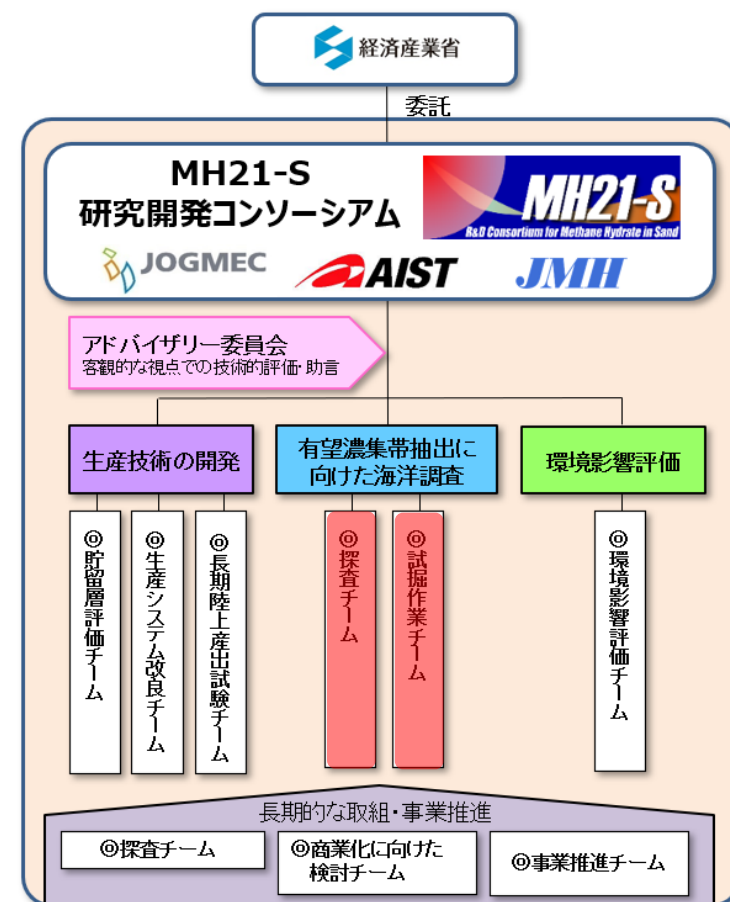 経済産業省
委託
MH21-S
研究開発コンソーシアム
MH21-S
R&D Consortium for Methane Hydrate in Sand
JOGMEC
AIST
JMH
アドバイザリー委員会
客観的な視点での技術的評価・助言
生産技術の開発
有望濃集帯抽出に
向けた海洋調査
環境影響評価
◎貯留層評価チーム
◎生産システム改良チーム
◎長期陸上産出試験チーム
◎探査チーム
◎試掘作業チーム
◎環境影響評価チーム
長期的な取組・事業推進
◎探査チーム
◎商業化に向けた
検討チーム
◎事業推進チーム